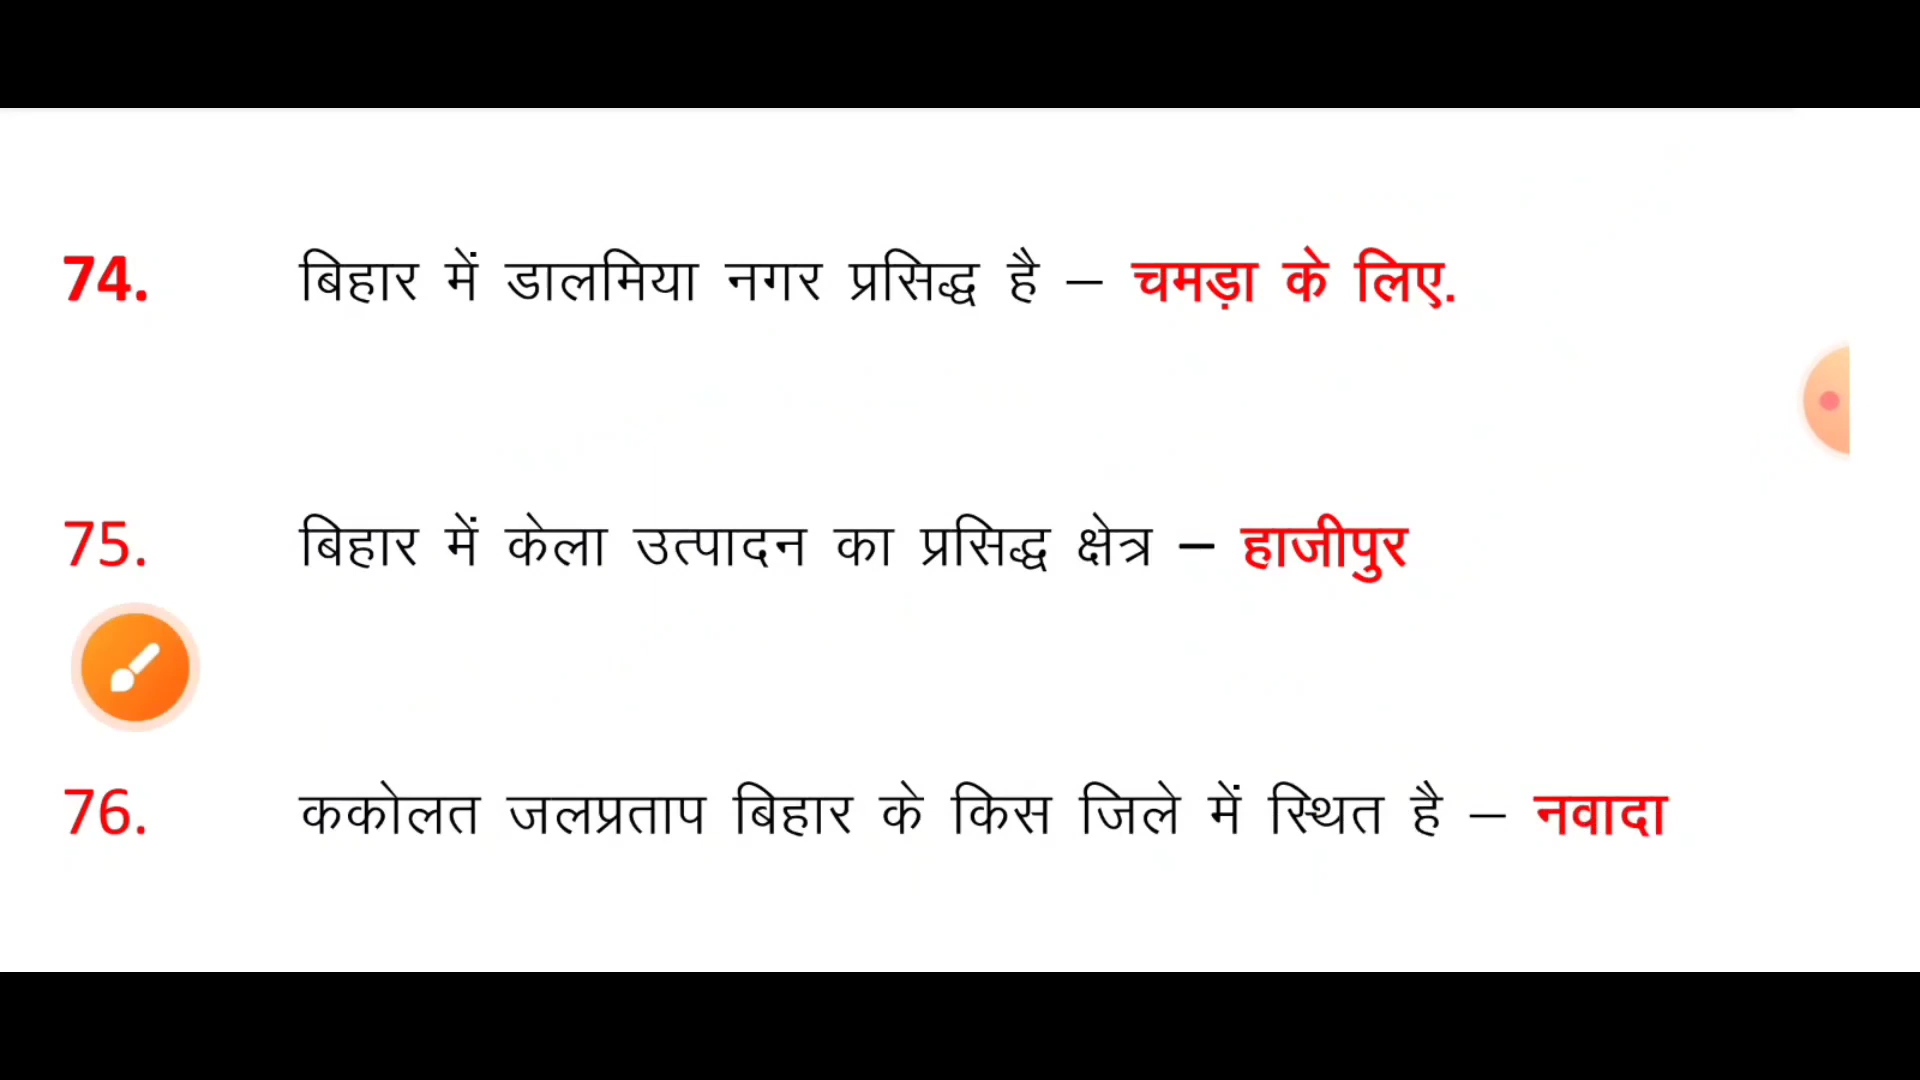 74. बिहार में डालमिया नगर प्रसिद्ध है – चमड़ा के लिए.
75. बिहार में केला उत्पादन का प्रसिद्ध क्षेत्र – हाजीपुर
76. ककोलत जलप्रताप बिहार के किस जिले में स्थित है – नवादा